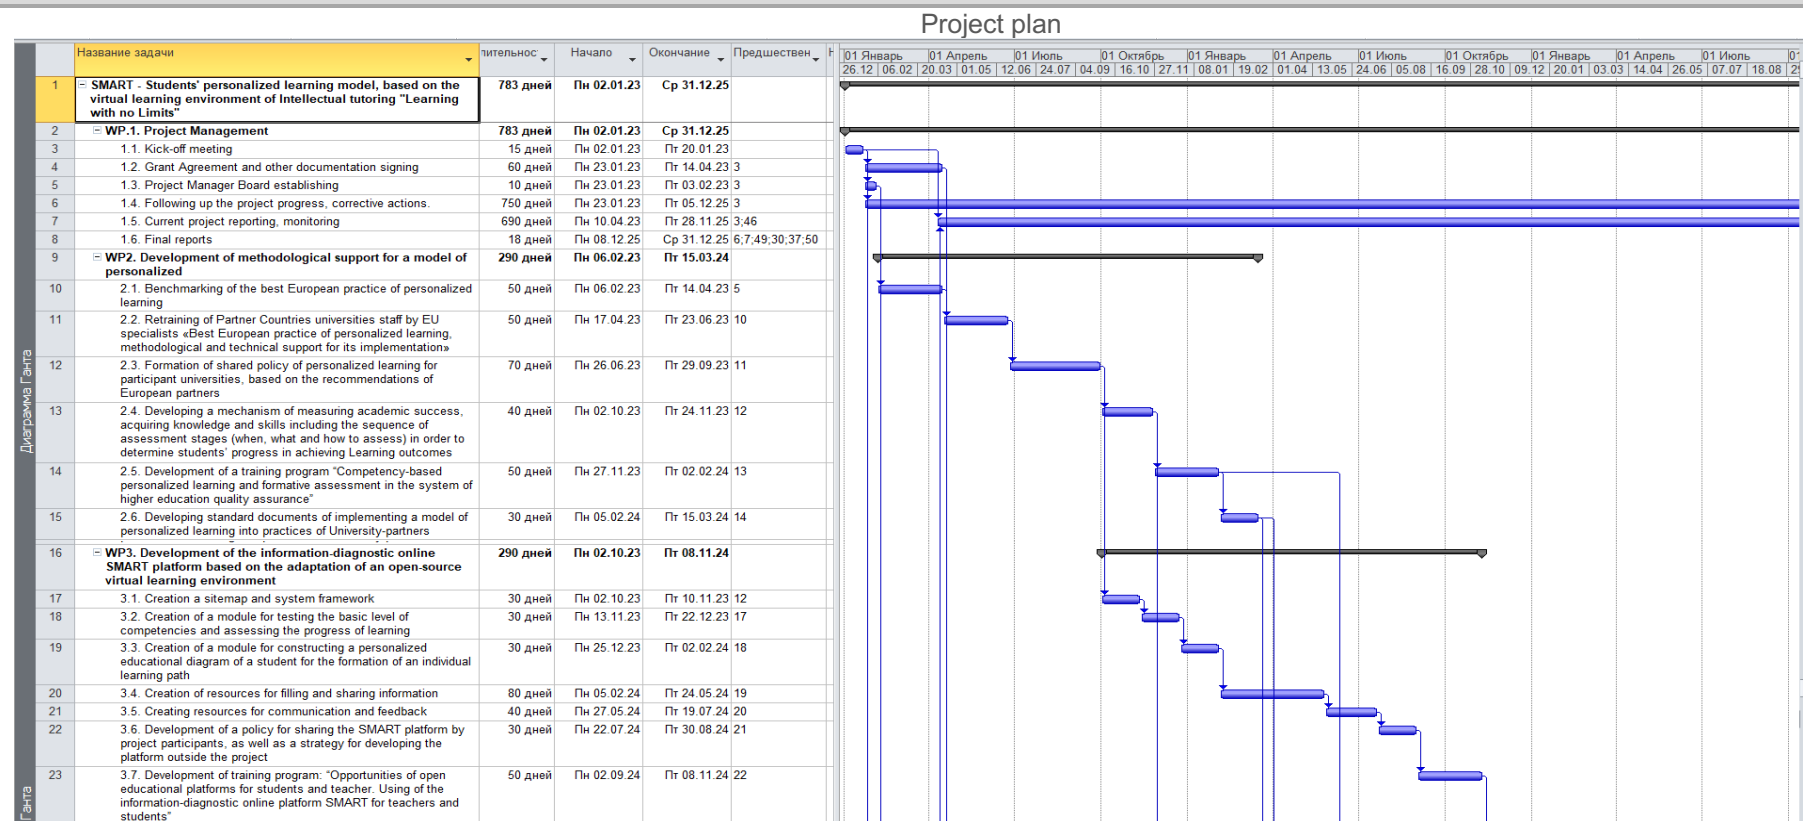 Project plan
Название задачи
Начало
Окончание
Предшествен
01 Январь 01 Апрель 01 Июль 01 Октябрь 01 Январь 01 Апрель 01 Июль 01 Октябрь 01 Январь 01 Апрель 01 Июль
26.12 06.02 20.03 01.05 12.06 24.07 04.09 16.10 27.11 08.01 19.02 01.04 13.05 24.06 05.08 16.09 28.10 09.12 20.01 03.03 14.04 26.05 07.07 18.08
1 SMART - Students' personalized learning model, based on the 783 дней Пн 02.01.23 Ср 31.12.25
virtual learning environment of Intellectual tutoring "Learning
with no Limits"
2 WP.1. Project Management 783 дней Пн 02.01.23 Ср 31.12.25
3 1.1. Kick-off meeting 15 дней Пн 02.01.23 Пт 20.01.23
4 1.2. Grant Agreement and other documentation signing 60 дней Пн 23.01.23 Пт 14.04.23 3
5 1.3. Project Manager Board establishing 10 дней Пн 23.01.23 Пт 03.02.23 3
6 1.4. Following up the project progress, corrective actions. 750 дней Пн 23.01.23 Пт 05.12.25 3
7 1.5. Current project reporting, monitoring 690 дней Пн 10.04.23 Пт 28.11.25 3;46
8 1.6. Final reports 18 дней Пн 08.12.25 Ср 31.12.25 6;7;49;30;37;50
9 WP2. Development of methodological support for a model of 290 дней Пн 06.02.23 Пт 15.03.24
personalized
10 2.1. Benchmarking of the best European practice of personalized 50 дней Пн 06.02.23 Пт 14.04.23 5
learning
11 2.2. Retraining of Partner Countries universities staff by EU 50 дней Пн 17.04.23 Пт 23.06.23 10
specialists «Best European practice of personalized learning,
methodological and technical support for its implementation»
12 2.3. Formation of shared policy of personalized learning for 70 дней Пн 26.06.23 Пт 29.09.23 11
participant universities, based on the recommendations of
European partners
13 2.4. Developing a mechanism of measuring academic success, 40 дней Пн 02.10.23 Пт 24.11.23 12
acquiring knowledge and skills including the sequence of
assessment stages (when, what and how to assess) in order to
determine students' progress in achieving Learning outcomes
14 2.5. Development of a training program “Competency-based 50 дней Пн 27.11.23 Пт 02.02.24 13
personalized learning and formative assessment in the system of
higher education quality assurance”
15 2.6. Developing standard documents of implementing a model of 30 дней Пн 05.02.24 Пт 15.03.24 14
personalized learning into practices of University-partners
16 WP3. Development of the information-diagnostic online 290 дней Пн 02.10.23 Пт 08.11.24
SMART platform based on the adaptation of an open-source
virtual learning environment
17 3.1. Creation a sitemap and system framework 30 дней Пн 02.10.23 Пт 10.11.23 12
18 3.2. Creation of a module for testing the basic level of 30 дней Пн 13.11.23 Пт 22.12.23 17
competencies and assessing the progress of learning
19 3.3. Creation of a module for constructing a personalized 30 дней Пн 25.12.23 Пт 02.02.24 18
educational diagram of a student for the formation of an individual
learning path
20 3.4. Creation of resources for filling and sharing information 80 дней Пн 05.02.24 Пт 24.05.24 19
21 3.5. Creating resources for communication and feedback 40 дней Пн 27.05.24 Пт 19.07.24 20
22 3.6. Development of a policy for sharing the SMART platform by 30 дней Пн 22.07.24 Пт 30.08.24 21
project participants, as well as a strategy for developing the
platform outside the project
23 3.7. Development of training program: “Opportunities of open 50 дней Пн 02.09.24 Пт 08.11.24 22
educational platforms for students and teacher. Using of the
information-diagnostic online platform SMART for teachers and
students”
Диаграмма Ганта
Ганта